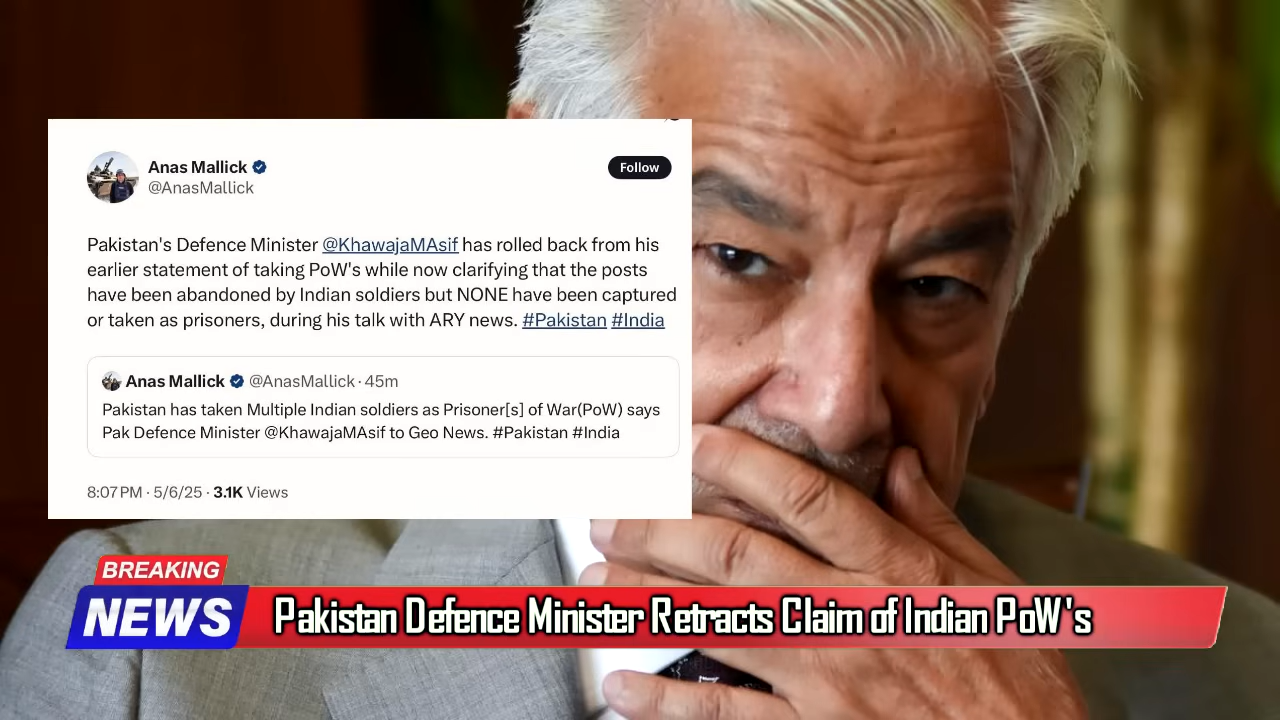 Anas Mallick
@AnasMallick
Follow
Pakistan's Defence Minister @KhawajaMAsif has rolled back from his
earlier statement of taking PoW's while now clarifying that the posts
have been abandoned by Indian soldiers but NONE have been captured
or taken as prisoners, during his talk with ARY news. #Pakistan #India
Anas Mallick @AnasMallick · 45m
Pakistan has taken Multiple Indian soldiers as Prisoner[s] of War(PoW) says
Pak Defence Minister @KhawajaMAsif to Geo News. #Pakistan #India
8:07 PM · 5/6/25 · 3.1K Views
BREAKING
NEWS
Pakistan Defence Minister Retracts Claim of Indian PoW's